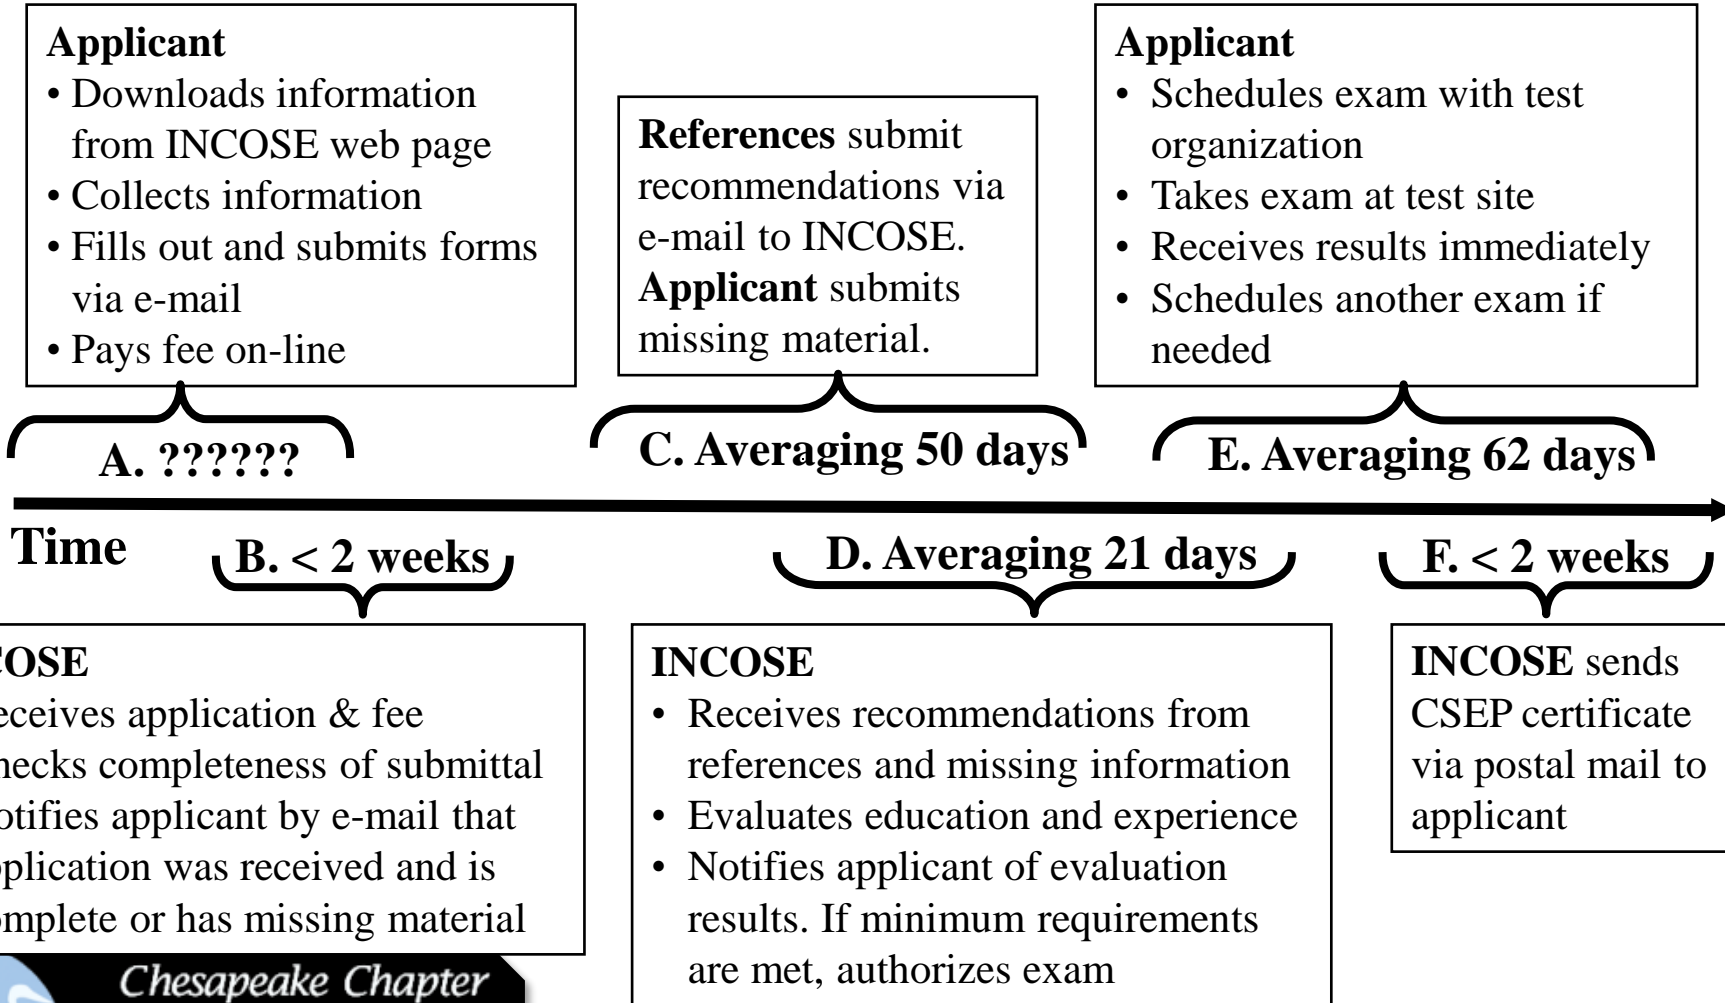 Applicant
• Downloads information
from INCOSE web page
• Collects information
• Fills out and submits forms
via e-mail
• Pays fee on-line
References submit
recommendations via
e-mail to INCOSE.
Applicant submits
missing material.
Applicant
• Schedules exam with test
organization
• Takes exam at test site
• Receives results immediately
• Schedules another exam if
needed
A. ??????
C. Averaging 50 days
E. Averaging 62 days
Time
B. < 2 weeks
D. Averaging 21 days
F. < 2 weeks
COSE
eceives application & fee
hecks completeness of submittal
otifies applicant by e-mail that
pplication was received and is
omplete or has missing material
INCOSE
• Receives recommendations from
references and missing information
• Evaluates education and experience
• Notifies applicant of evaluation
results. If minimum requirements
are met, authorizes exam
INCOSE sends
CSEP certificate
via postal mail to
applicant
Chesapeake Chapter